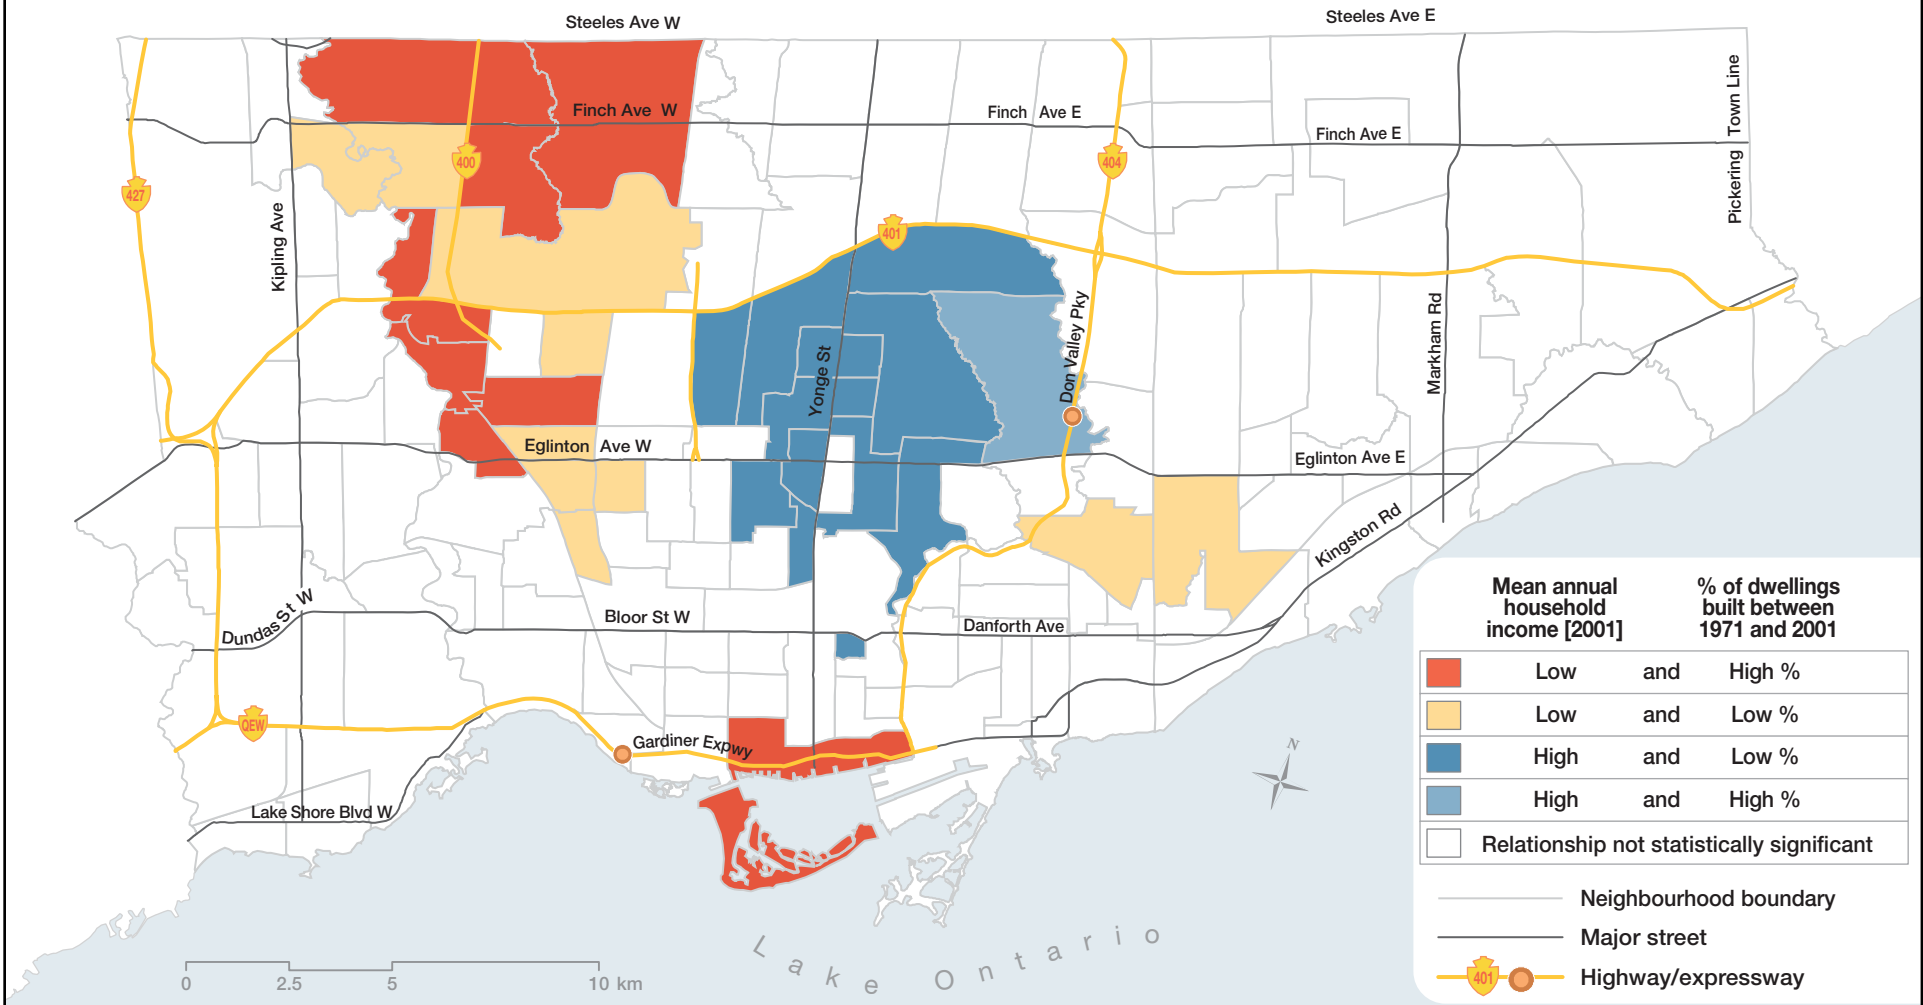 Steeles Ave W
Steeles Ave E
Finch Ave W
Finch Ave E
Finch Ave E
Pickering Town Line
400
404
427
Kipling Ave
401
Don Valley Pky
Markham Rd
Yonge St
Eglinton Ave W
Eglinton Ave E
Kingston Rd
Dundas St W
Bloor St W
Danforth Ave
QEW
Gardiner Expwy
Lake Shore Blvd W
N
Lake Ontario
0 2.5 5 10 km
Mean annual household income [2001]
% of dwellings built between 1971 and 2001
Low and High %
Low and Low %
High and Low %
High and High %
Relationship not statistically significant
Neighbourhood boundary
Major street
401 Highway/expressway